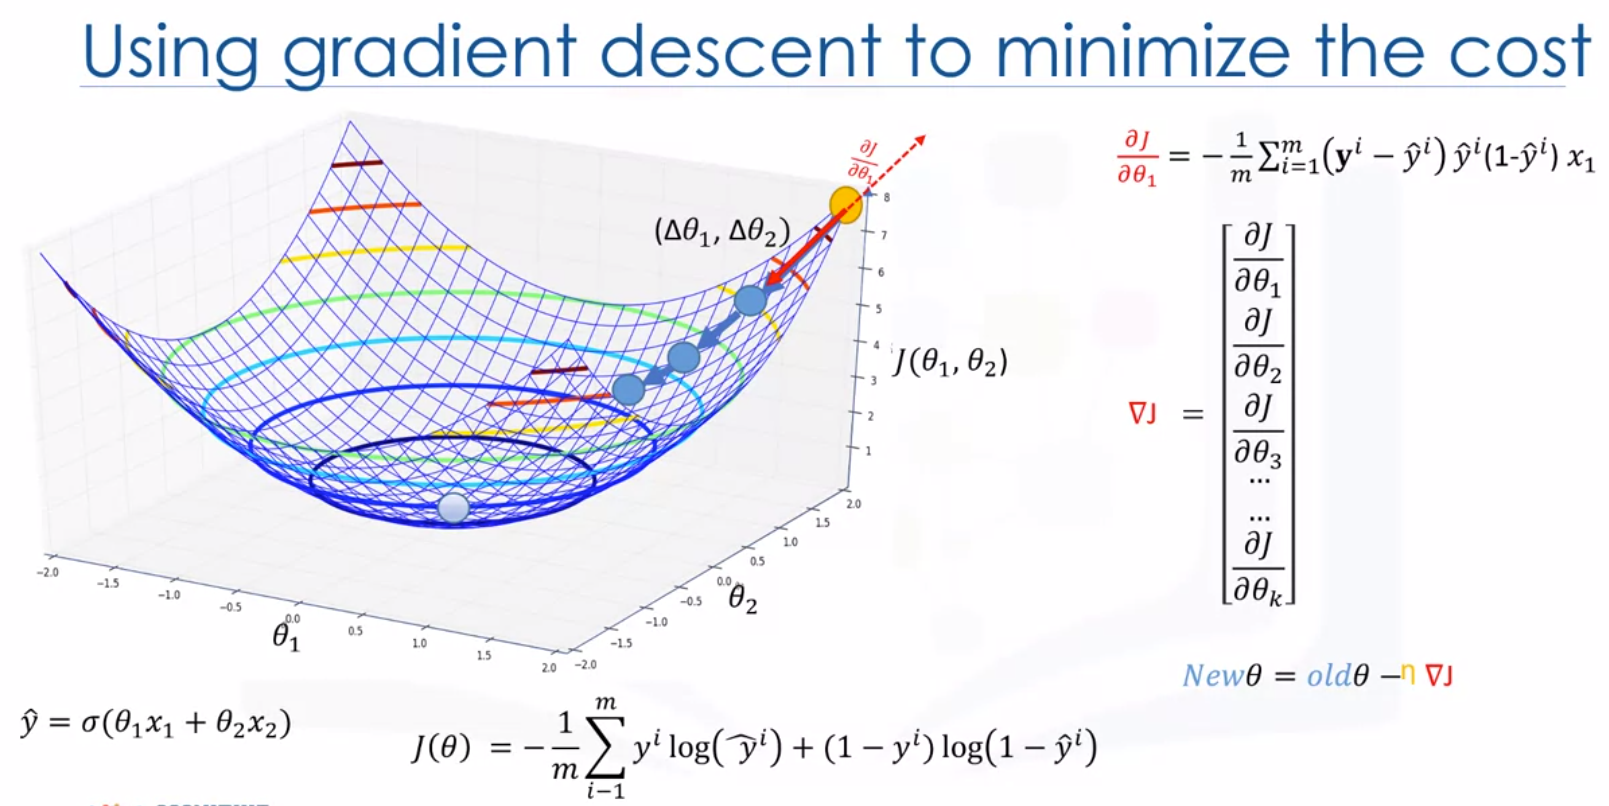 Using gradient descent to minimize the cost
∂J/∂θ₁
(Δθ₁, Δθ₂)
8
7
6
5
4
3
2
1
J(θ₁, θ₂)
-2.0
-1.5
-1.0
-0.5
0.0
0.5
1.0
1.5
2.0
θ₁
-2.0
-1.5
-1.0
-0.5
0.0
0.5
1.0
1.5
2.0
θ₂
∂J/∂θ₁ = −1/m ∑ᵢ₌₁ᵐ(yⁱ − ŷⁱ) ŷⁱ(1-ŷⁱ) x₁
∂J/∂θ₁
∂J/∂θ₂
∇J = ∂J/∂θ₃
...
...
∂J/∂θₖ
Newθ = oldθ −η ∇J
ŷ = σ(θ₁x₁ + θ₂x₂)
J(θ) = −1/m ∑ᵢ₋₁ᵐ yⁱ log(ŷⁱ) + (1 − yⁱ) log(1 − ŷⁱ)